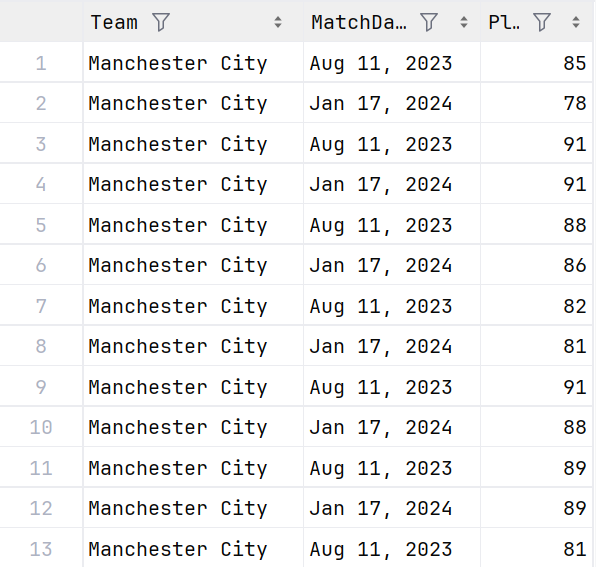 Team MatchDa… Pl…
1 Manchester City Aug 11, 2023 85
2 Manchester City Jan 17, 2024 78
3 Manchester City Aug 11, 2023 91
4 Manchester City Jan 17, 2024 91
5 Manchester City Aug 11, 2023 88
6 Manchester City Jan 17, 2024 86
7 Manchester City Aug 11, 2023 82
8 Manchester City Jan 17, 2024 81
9 Manchester City Aug 11, 2023 91
10 Manchester City Jan 17, 2024 88
11 Manchester City Aug 11, 2023 89
12 Manchester City Jan 17, 2024 89
13 Manchester City Aug 11, 2023 81